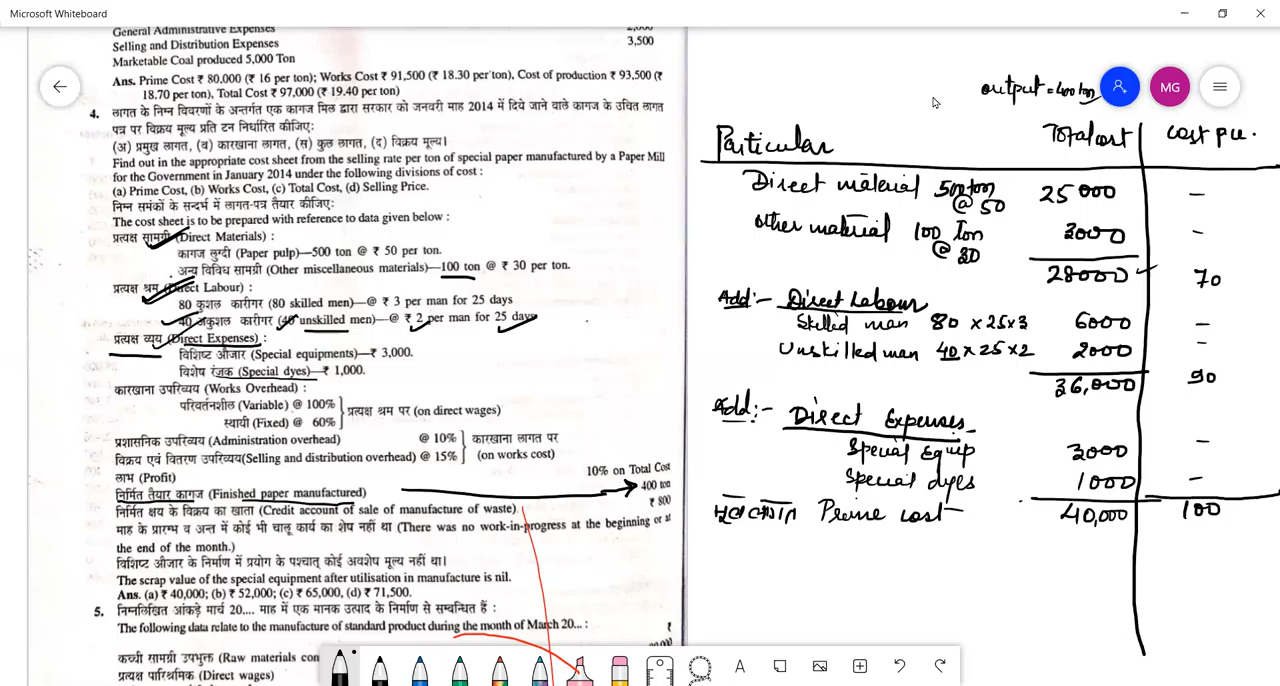 Microsoft Whiteboard
General Administrative Expenses
Selling and Distribution Expenses 3,500
Marketable Coal produced 5,000 Ton
Ans. Prime Cost ₹ 80,000 (₹ 16 per ton); Works Cost ₹ 91,500 (₹ 18.30 per ton), Cost of production ₹ 93,500 (₹
18.70 per ton), Total Cost ₹ 97,000 (₹ 19.40 per ton)
4. लागत के निम्न विवरणों के अन्तर्गत एक कागज मिल द्वारा सरकार को जनवरी माह 2014 में दिये जाने वाले कागज के उचित लागत
पत्र पर विक्रय मूल्य प्रति टन निर्धारित कीजिए:
(अ) प्रमुख लागत, (ब) कारखाना लागत, (स) कुल लागत, (द) विक्रय मूल्य।
Find out in the appropriate cost sheet from the selling rate per ton of special paper manufactured by a Paper Mill
for the Government in January 2014 under the following divisions of cost :
(a) Prime Cost, (b) Works Cost, (c) Total Cost, (d) Selling Price.
निम्न समंकों के सन्दर्भ में लागत-पत्र तैयार कीजिए:
The cost sheet is to be prepared with reference to data given below :
प्रत्यक्ष सामग्री (Direct Materials) :
कागज लुग्दी (Paper pulp)—500 ton @ ₹ 50 per ton.
अन्य विविध सामग्री (Other miscellaneous materials)—100 ton @ ₹ 30 per ton.
प्रत्यक्ष श्रम (Direct Labour) :
80 कुशल कारीगर (80 skilled men)—@ ₹ 3 per man for 25 days
40 अकुशल कारीगर (40 unskilled men)—@ ₹ 2 per man for 25 days
प्रत्यक्ष व्यय (Direct Expenses) :
विशिष्ट औजार (Special equipments)—₹ 3,000.
विशेष रंजक (Special dyes)—₹ 1,000.
कारखाना उपरिव्यय (Works Overhead) :
परिवर्तनशील (Variable) @ 100%
स्थायी (Fixed) @ 60%
प्रत्यक्ष श्रम पर (on direct wages)
प्रशासनिक उपरिव्यय (Administration overhead) @ 10% कारखाना लागत पर
विक्रय एवं वितरण उपरिव्यय (Selling and distribution overhead) @ 15% (on works cost)
लाभ (Profit) 10% on Total Cost
निर्मित तैयार कागज (Finished paper manufactured) 400 ton
निर्मित क्षय के विक्रय का खाता (Credit account of sale of manufacture of waste) ₹ 800
माह के प्रारम्भ व अन्त में कोई भी चालू कार्य का शेष नहीं था (There was no work-in-progress at the beginning or at
the end of the month.)
विशिष्ट औजार के निर्माण में प्रयोग के पश्चात् कोई अवशेष मूल्य नहीं था।
The scrap value of the special equipment after utilisation in manufacture is nil.
Ans. (a) ₹ 40,000; (b) ₹ 52,000; (c) ₹ 65,000, (d) ₹ 71,500.
5. निम्नलिखित आंकड़े मार्च 20.... माह में एक मानक उत्पाद के निर्माण से सम्बन्धित हैं :
The following data relate to the manufacture of standard product during the month of March 20... : ₹
कच्ची सामग्री उपभुक्त (Raw materials con
प्रत्यक्ष पारिश्रमिक (Direct wages)
output = 400 ton
MG
Particular Total cost cost p.u.
Direct material 500 ton @ 50 25000 -
other material 100 Ton @ 30 3000 -
28000 70
Add:- Direct Labour
Skilled man 80 x 25 x 3 6000 -
Unskilled man 40 x 25 x 2 2000 -
36,000 90
Add:- Direct Expenses
Special Equip 3000 -
Special dyes 1000 -
Prime cost 40,000 100